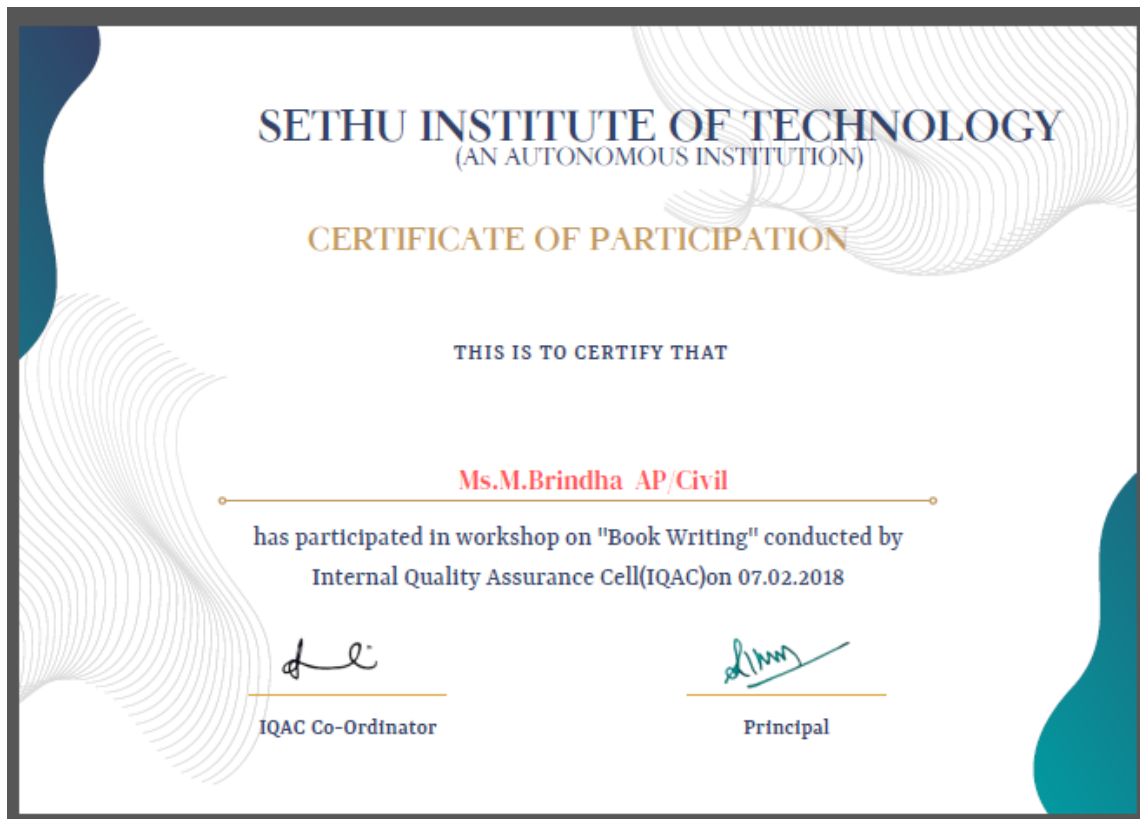 SETHU INSTITUTE OF TECHNOLOGY
(AN AUTONOMOUS INSTITUTION)
CERTIFICATE OF PARTICIPATION
THIS IS TO CERTIFY THAT
Ms.M.Brindha AP/Civil
has participated in workshop on "Book Writing" conducted by
Internal Quality Assurance Cell(IQAC)on 07.02.2018
IQAC Co-Ordinator
Principal